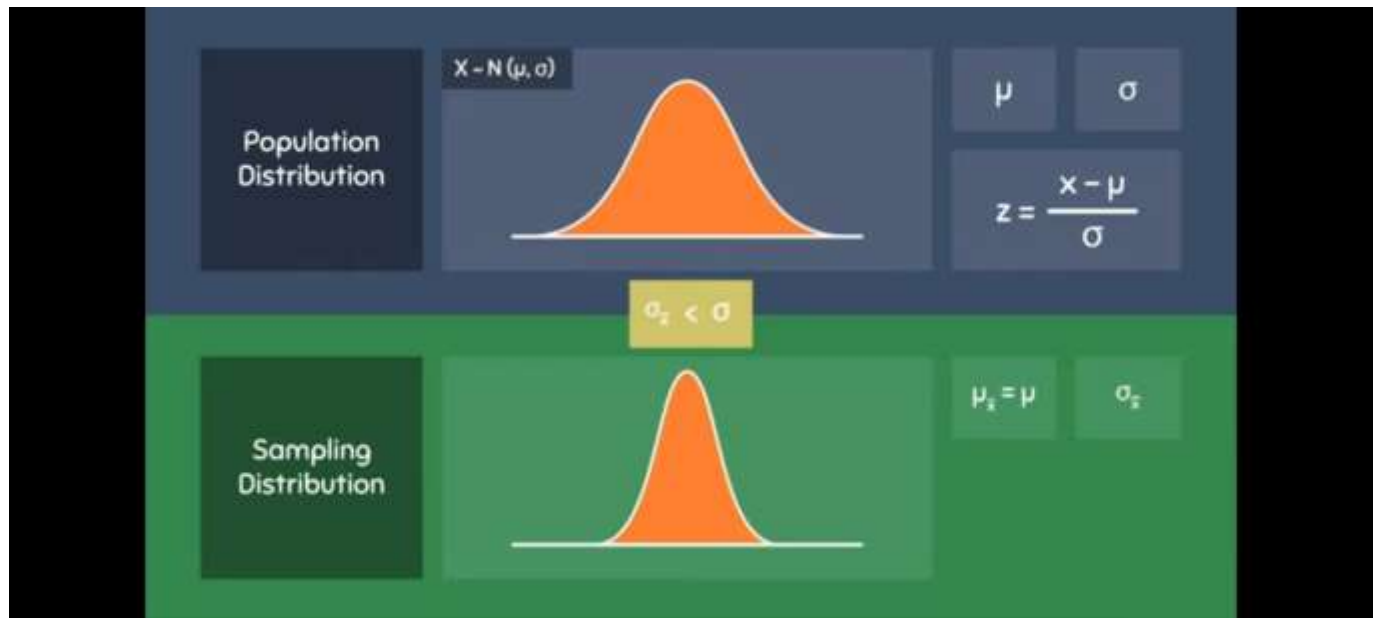 Population
Distribution
X ~ N (μ, σ)
μ
σ
z = x − μ / σ
σx̄ < σ
Sampling
Distribution
μx̄ = μ
σx̄